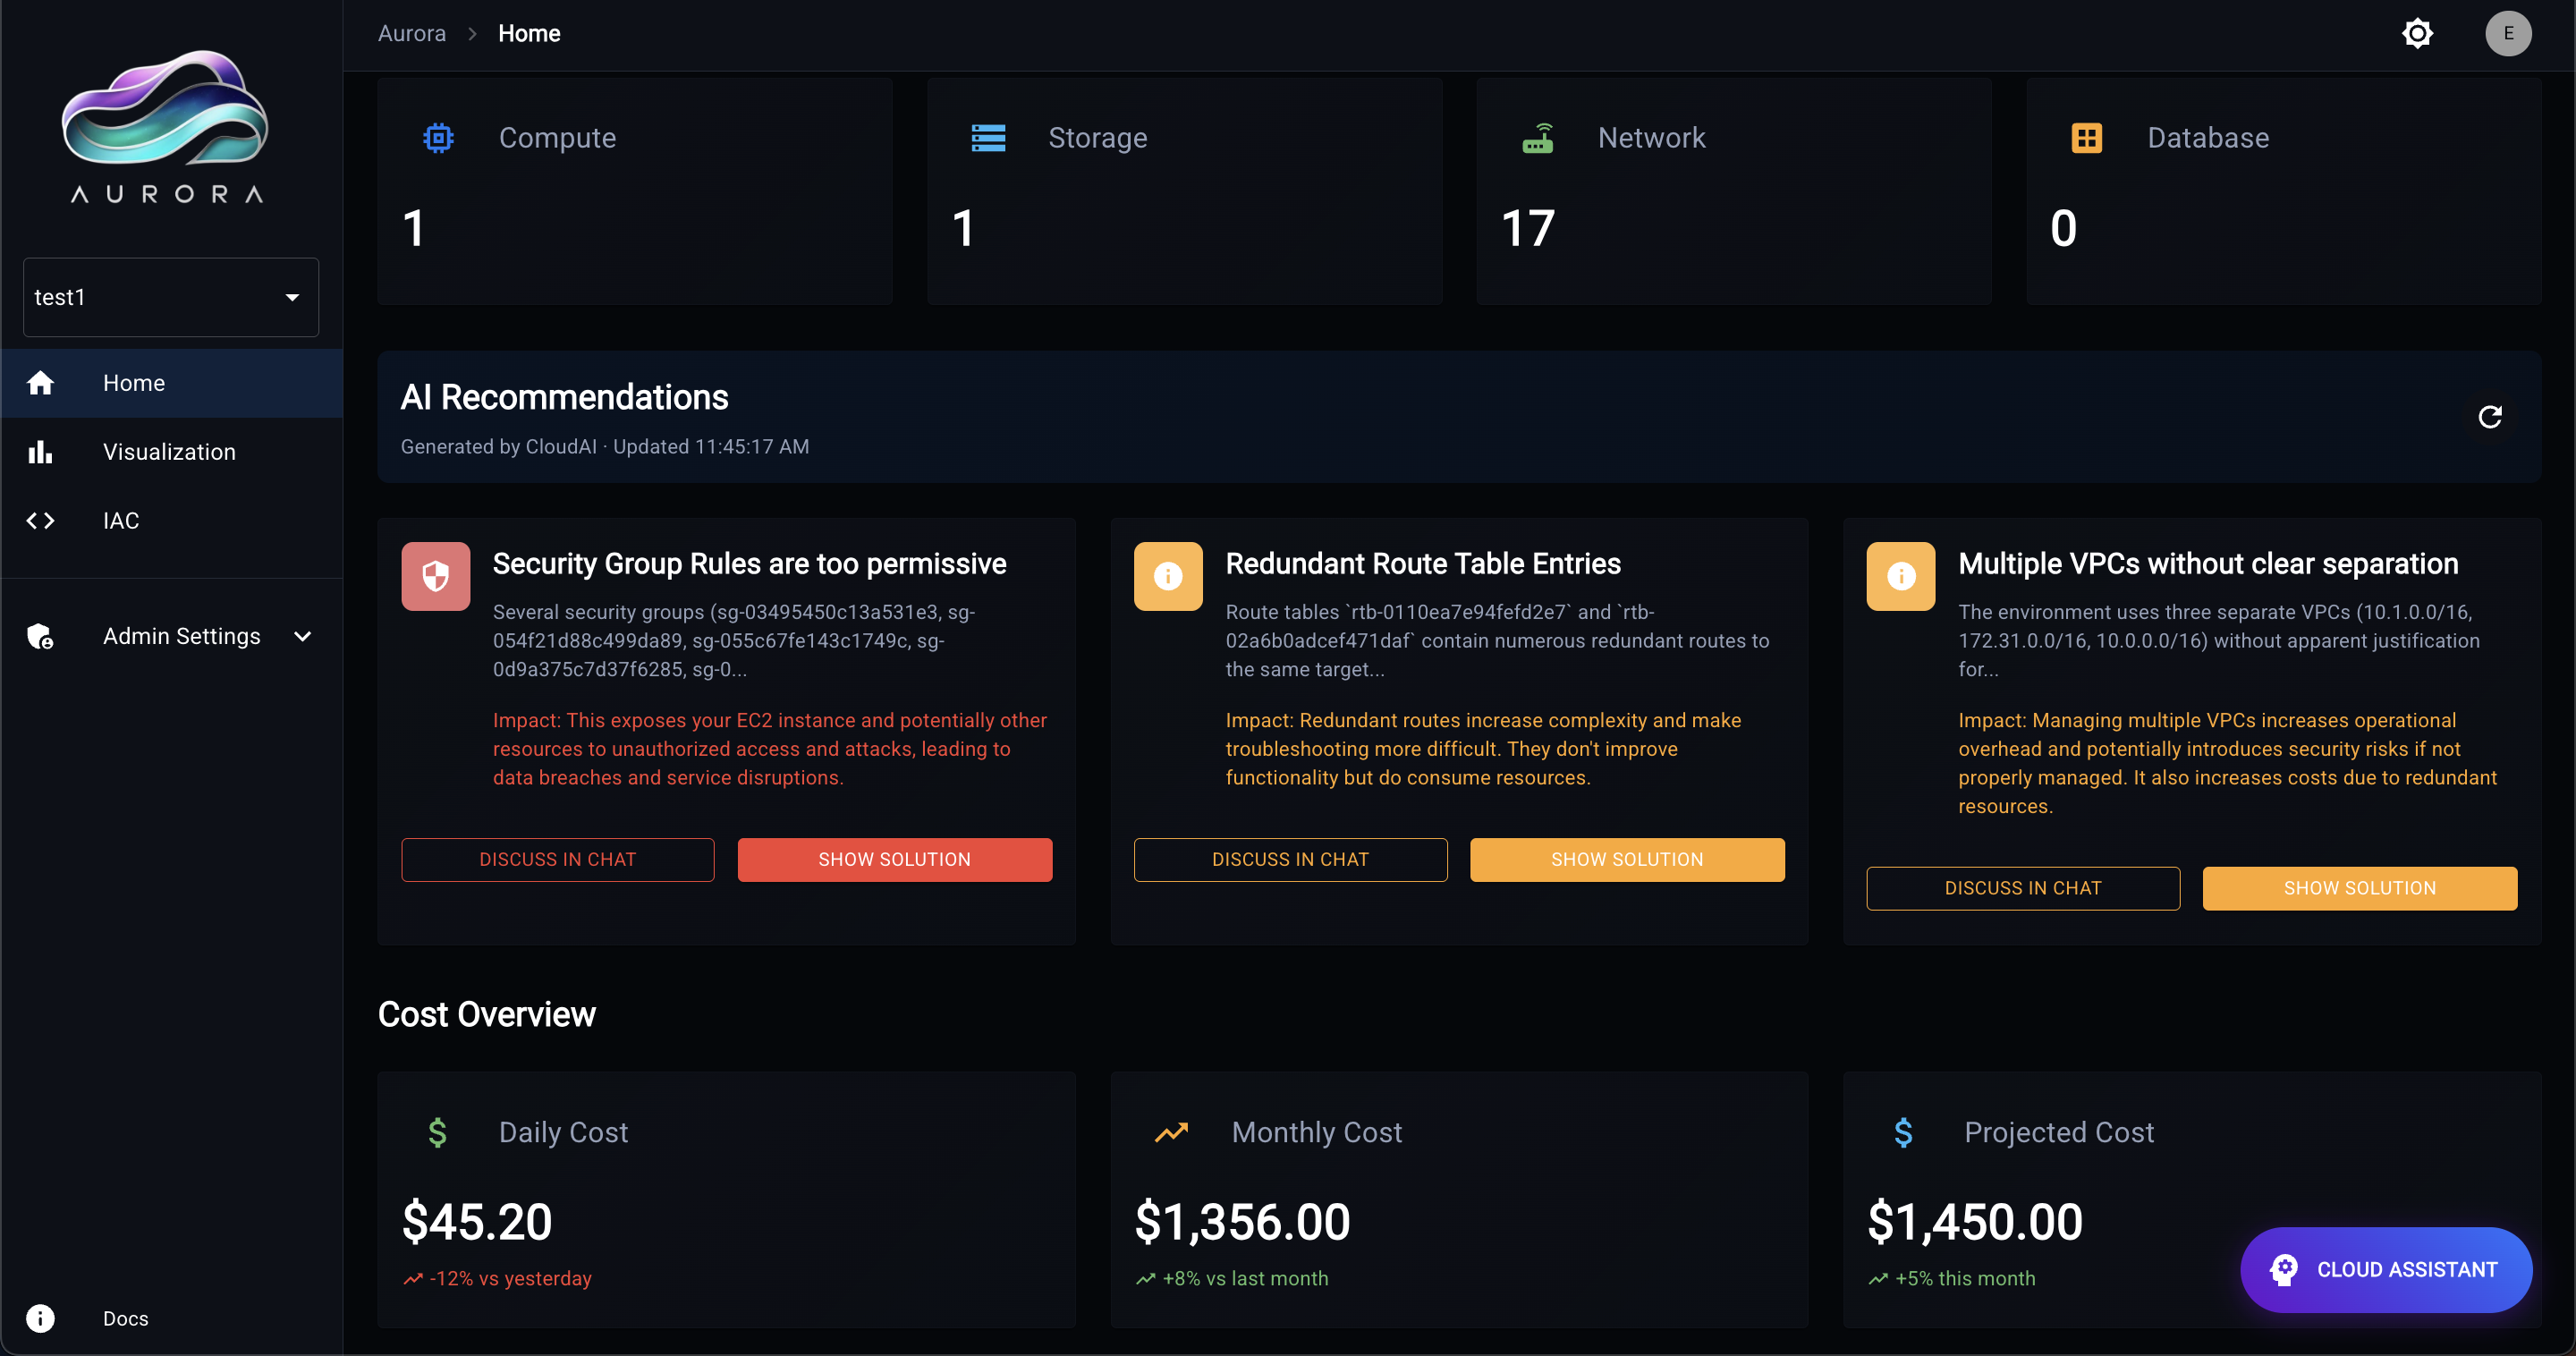 AURORA
test1
Home
Visualization
IAC
Admin Settings
Docs
Aurora > Home
E
Compute
1
Storage
1
Network
17
Database
0
AI Recommendations
Generated by CloudAI · Updated 11:45:17 AM
Security Group Rules are too permissive
Several security groups (sg-03495450c13a531e3, sg-
054f21d88c499da89, sg-055c67fe143c1749c, sg-
0d9a375c7d37f6285, sg-0...
Impact: This exposes your EC2 instance and potentially other
resources to unauthorized access and attacks, leading to
data breaches and service disruptions.
DISCUSS IN CHAT
SHOW SOLUTION
Redundant Route Table Entries
Route tables `rtb-0110ea7e94fefd2e7` and `rtb-
02a6b0adcef471daf` contain numerous redundant routes to
the same target...
Impact: Redundant routes increase complexity and make
troubleshooting more difficult. They don't improve
functionality but do consume resources.
DISCUSS IN CHAT
SHOW SOLUTION
Multiple VPCs without clear separation
The environment uses three separate VPCs (10.1.0.0/16,
172.31.0.0/16, 10.0.0.0/16) without apparent justification
for...
Impact: Managing multiple VPCs increases operational
overhead and potentially introduces security risks if not
properly managed. It also increases costs due to redundant
resources.
DISCUSS IN CHAT
SHOW SOLUTION
Cost Overview
Daily Cost
$45.20
-12% vs yesterday
Monthly Cost
$1,356.00
+8% vs last month
Projected Cost
$1,450.00
+5% this month
CLOUD ASSISTANT